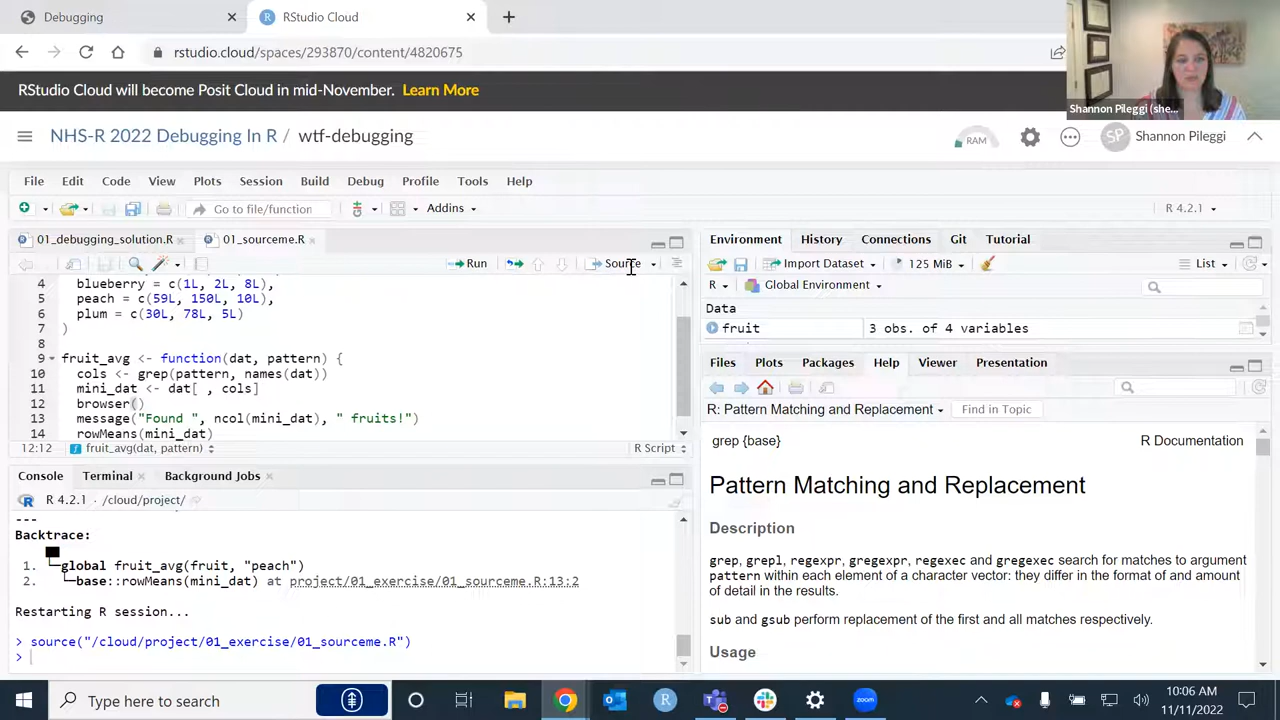 Debugging
RStudio Cloud
rstudio.cloud/spaces/293870/content/4820675
Shannon Pileggi (she...
RStudio Cloud will become Posit Cloud in mid-November. Learn More
NHS-R 2022 Debugging In R / wtf-debugging
RAM
SP
Shannon Pileggi
File Edit Code View Plots Session Build Debug Profile Tools Help
Go to file/function
Addins
R 4.2.1
01_debugging_solution.R
01_sourceme.R
Run
Source
4 blueberry = c(1L, 2L, 8L),
5 peach = c(59L, 150L, 10L),
6 plum = c(30L, 78L, 5L)
7 )
8
9 fruit_avg <- function(dat, pattern) {
10 cols <- grep(pattern, names(dat))
11 mini_dat <- dat[ , cols]
12 browser()
13 message("Found ", ncol(mini_dat), " fruits!")
14 rowMeans(mini_dat)
12:12 fruit_avg(dat, pattern) R Script
Console Terminal Background Jobs
R 4.2.1 · /cloud/project/
---
Backtrace:
1. └─global fruit_avg(fruit, "peach")
2. └─base::rowMeans(mini_dat) at project/01_exercise/01_sourceme.R:13:2
Restarting R session...
> source("/cloud/project/01_exercise/01_sourceme.R")
>
Environment History Connections Git Tutorial
Import Dataset
125 MiB
List
R
Global Environment
Data
fruit 3 obs. of 4 variables
Files Plots Packages Help Viewer Presentation
R: Pattern Matching and Replacement
Find in Topic
grep {base} R Documentation
Pattern Matching and Replacement
Description
grep, grepl, regexpr, gregexpr, regexec and gregexec search for matches to argument
pattern within each element of a character vector: they differ in the format of and amount
of detail in the results.
sub and gsub perform replacement of the first and all matches respectively.
Usage
Type here to search
zoom
10:06 AM
11/11/2022